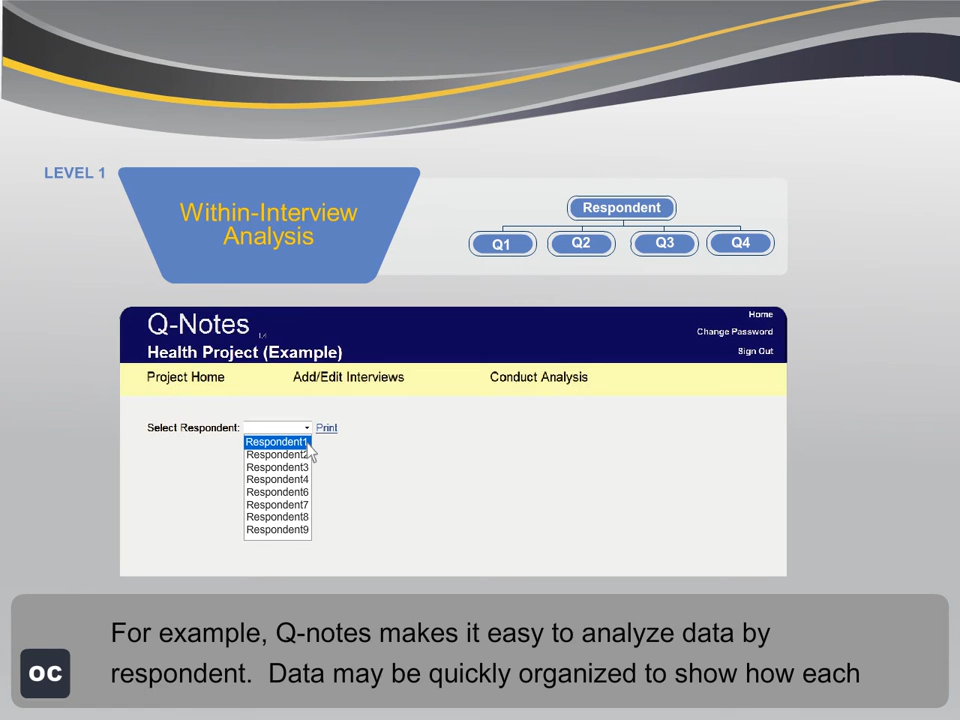 LEVEL 1
Within-Interview
Analysis
Respondent
Q1 Q2 Q3 Q4
Q-Notes
Health Project (Example)
Home
Change Password
Sign Out
Project Home Add/Edit Interviews Conduct Analysis
Select Respondent: Print
Respondent1
Respondent2
Respondent3
Respondent4
Respondent6
Respondent7
Respondent8
Respondent9
For example, Q-notes makes it easy to analyze data by
respondent. Data may be quickly organized to show how each
OC